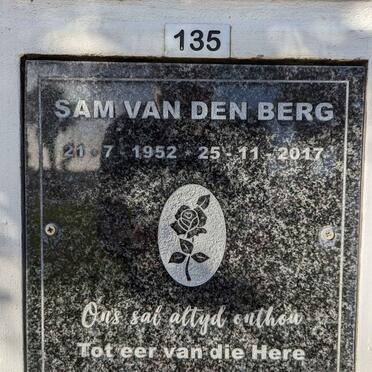 135
SAM VAN DEN BERG
21 - 7 - 1952 - 25 - 11 - 2017
Ons sal altyd onthou
Tot eer van die Here